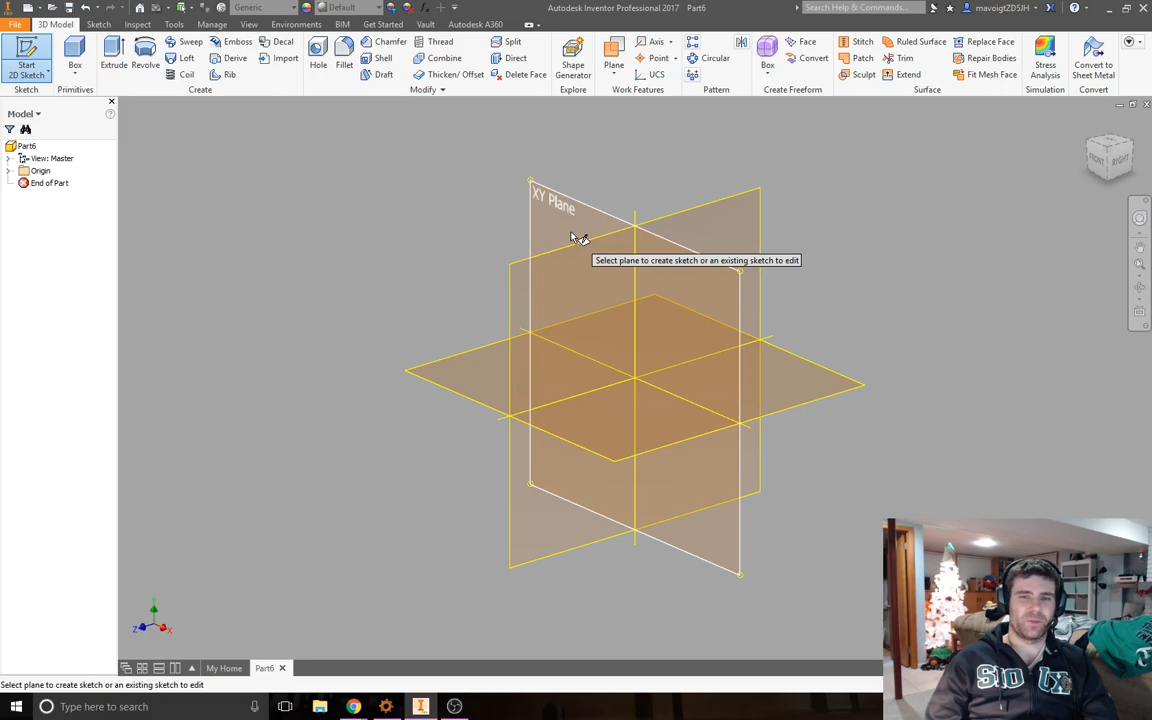 Generic
Default
Autodesk Inventor Professional 2017 Part6
Search Help & Commands...
mavoigtZD5JH
File
3D Model
Sketch
Inspect
Tools
Manage
View
Environments
BIM
Get Started
Vault
Autodesk A360
Start
2D Sketch
Box
Extrude
Revolve
Sweep
Loft
Coil
Emboss
Derive
Rib
Decal
Import
Hole
Fillet
Chamfer
Shell
Draft
Thread
Combine
Thicken/ Offset
Split
Direct
Delete Face
Shape
Generator
Plane
Axis
Point
UCS
Circular
Box
Face
Convert
Stitch
Patch
Sculpt
Ruled Surface
Trim
Extend
Replace Face
Repair Bodies
Fit Mesh Face
Stress
Analysis
Convert to
Sheet Metal
Sketch
Primitives
Create
Modify
Explore
Work Features
Pattern
Create Freeform
Surface
Simulation
Convert
Model
Part6
View: Master
Origin
End of Part
XY Plane
Select plane to create sketch or an existing sketch to edit
FRONT
RIGHT
Y
Z
X
My Home
Part6
Select plane to create sketch or an existing sketch to edit
Type here to search